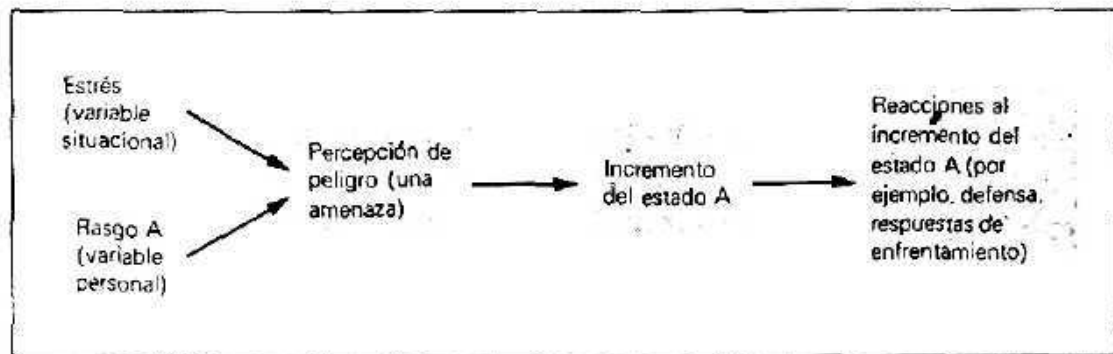 Estrés
(variable
situacional)
Rasgo A
(variable
personal)
Percepción de
peligro (una
amenaza)
Incremento
del estado A
Reacciones al
incremento del
estado A (por
ejemplo, defensa,
respuestas de
enfrentamiento)